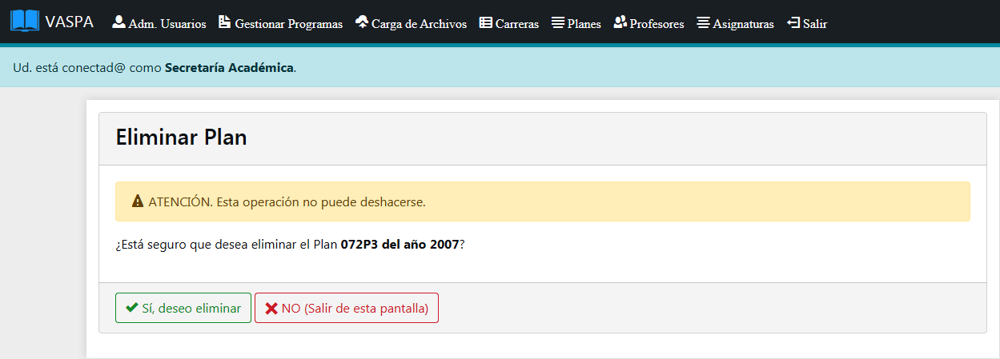 VASPA Adm. Usuarios Gestionar Programas Carga de Archivos Carreras Planes Profesores Asignaturas Salir
Ud. está conectad@ como Secretaría Académica.
Eliminar Plan
ATENCIÓN. Esta operación no puede deshacerse.
¿Está seguro que desea eliminar el Plan 072P3 del año 2007?
Sí, deseo eliminar NO (Salir de esta pantalla)